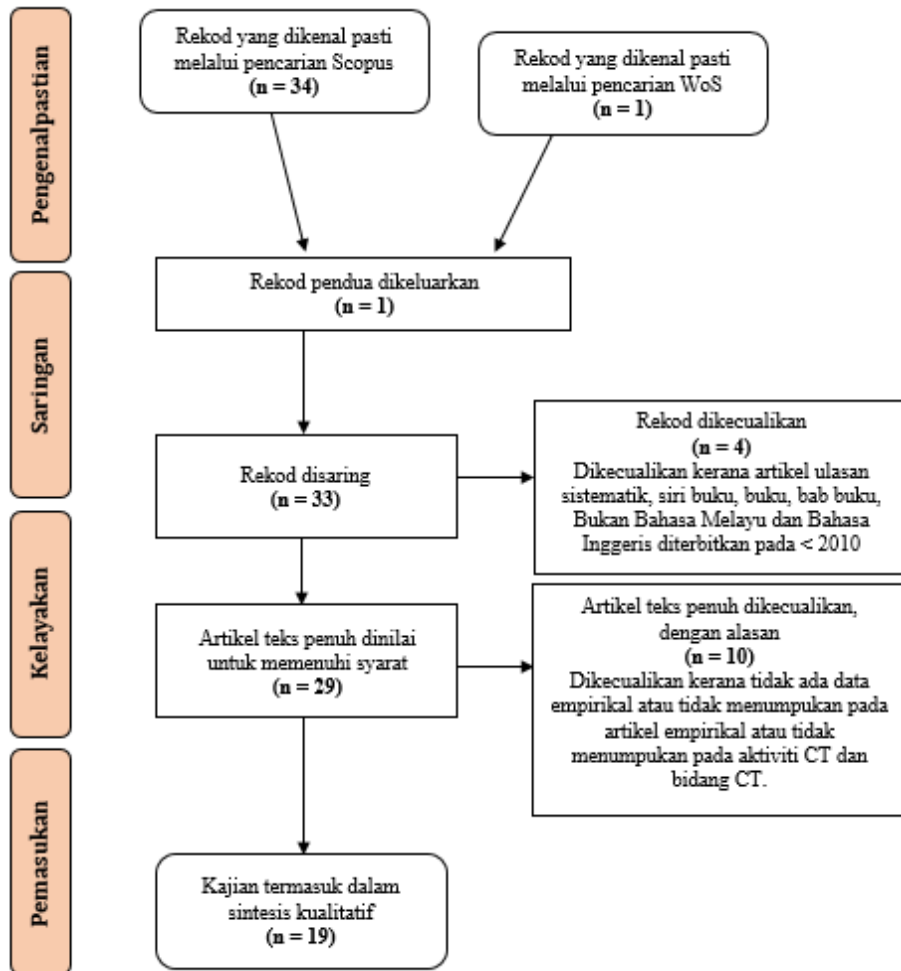 Pengenalpastian
Rekod yang dikenal pasti
melalui pencarian Scopus
(n = 34)
Rekod yang dikenal pasti
melalui pencarian WoS
(n = 1)
Saringan
Rekod pendua dikeluarkan
(n = 1)
Rekod disaring
(n = 33)
Rekod dikecualikan
(n = 4)
Dikecualikan kerana artikel ulasan
sistematik, siri buku, buku, bab buku,
Bukan Bahasa Melayu dan Bahasa
Inggeris diterbitkan pada < 2010
Kelayakan
Artikel teks penuh dinilai
untuk memenuhi syarat
(n = 29)
Artikel teks penuh dikecualikan,
dengan alasan
(n = 10)
Dikecualikan kerana tidak ada data
empirikal atau tidak menumpukan pada
artikel empirikal atau tidak
menumpukan pada aktiviti CT dan
bidang CT.
Pemasukan
Kajian termasuk dalam
sintesis kualitatif
(n = 19)